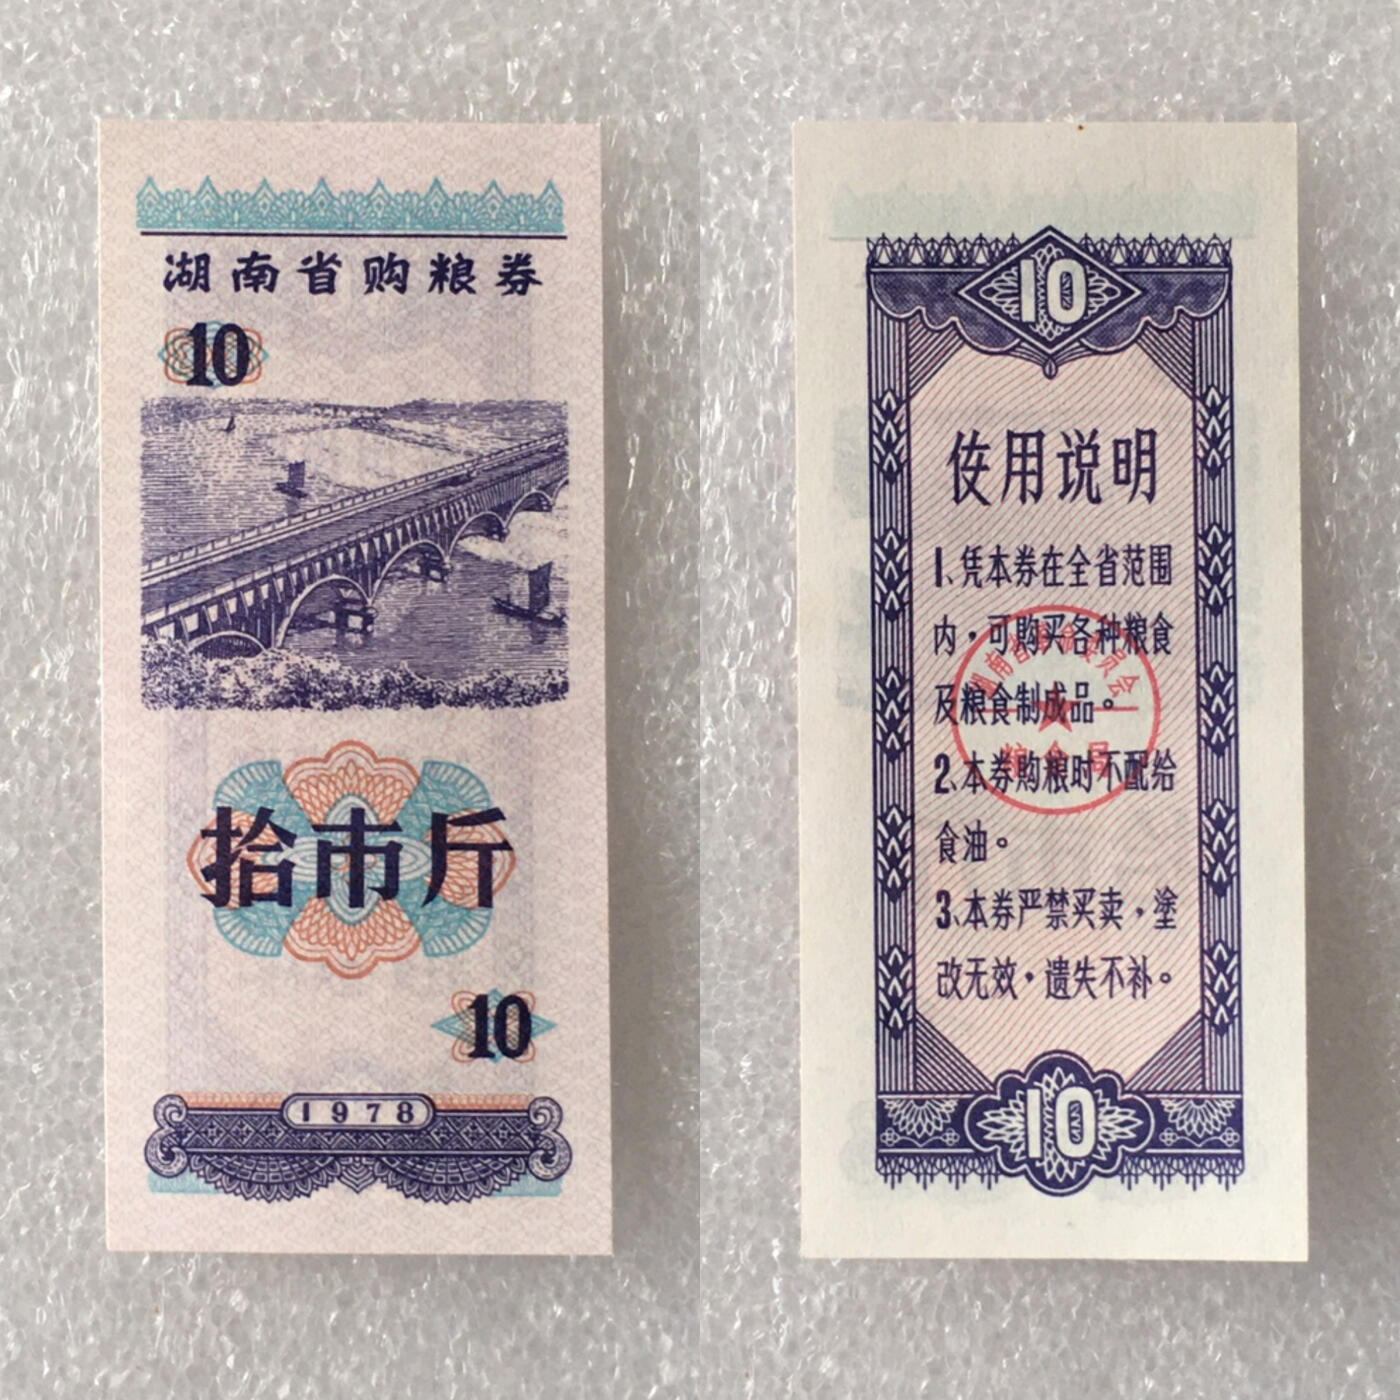 湖南省购粮券
10
拾市斤
10
1978
10
使用说明
1、凭本券在全省范围
内，可购买各种粮食
及粮食制成品。
2、本券购粮时不配给
食油。
3、本券严禁买卖，塗
改无效，遗失不补。
10